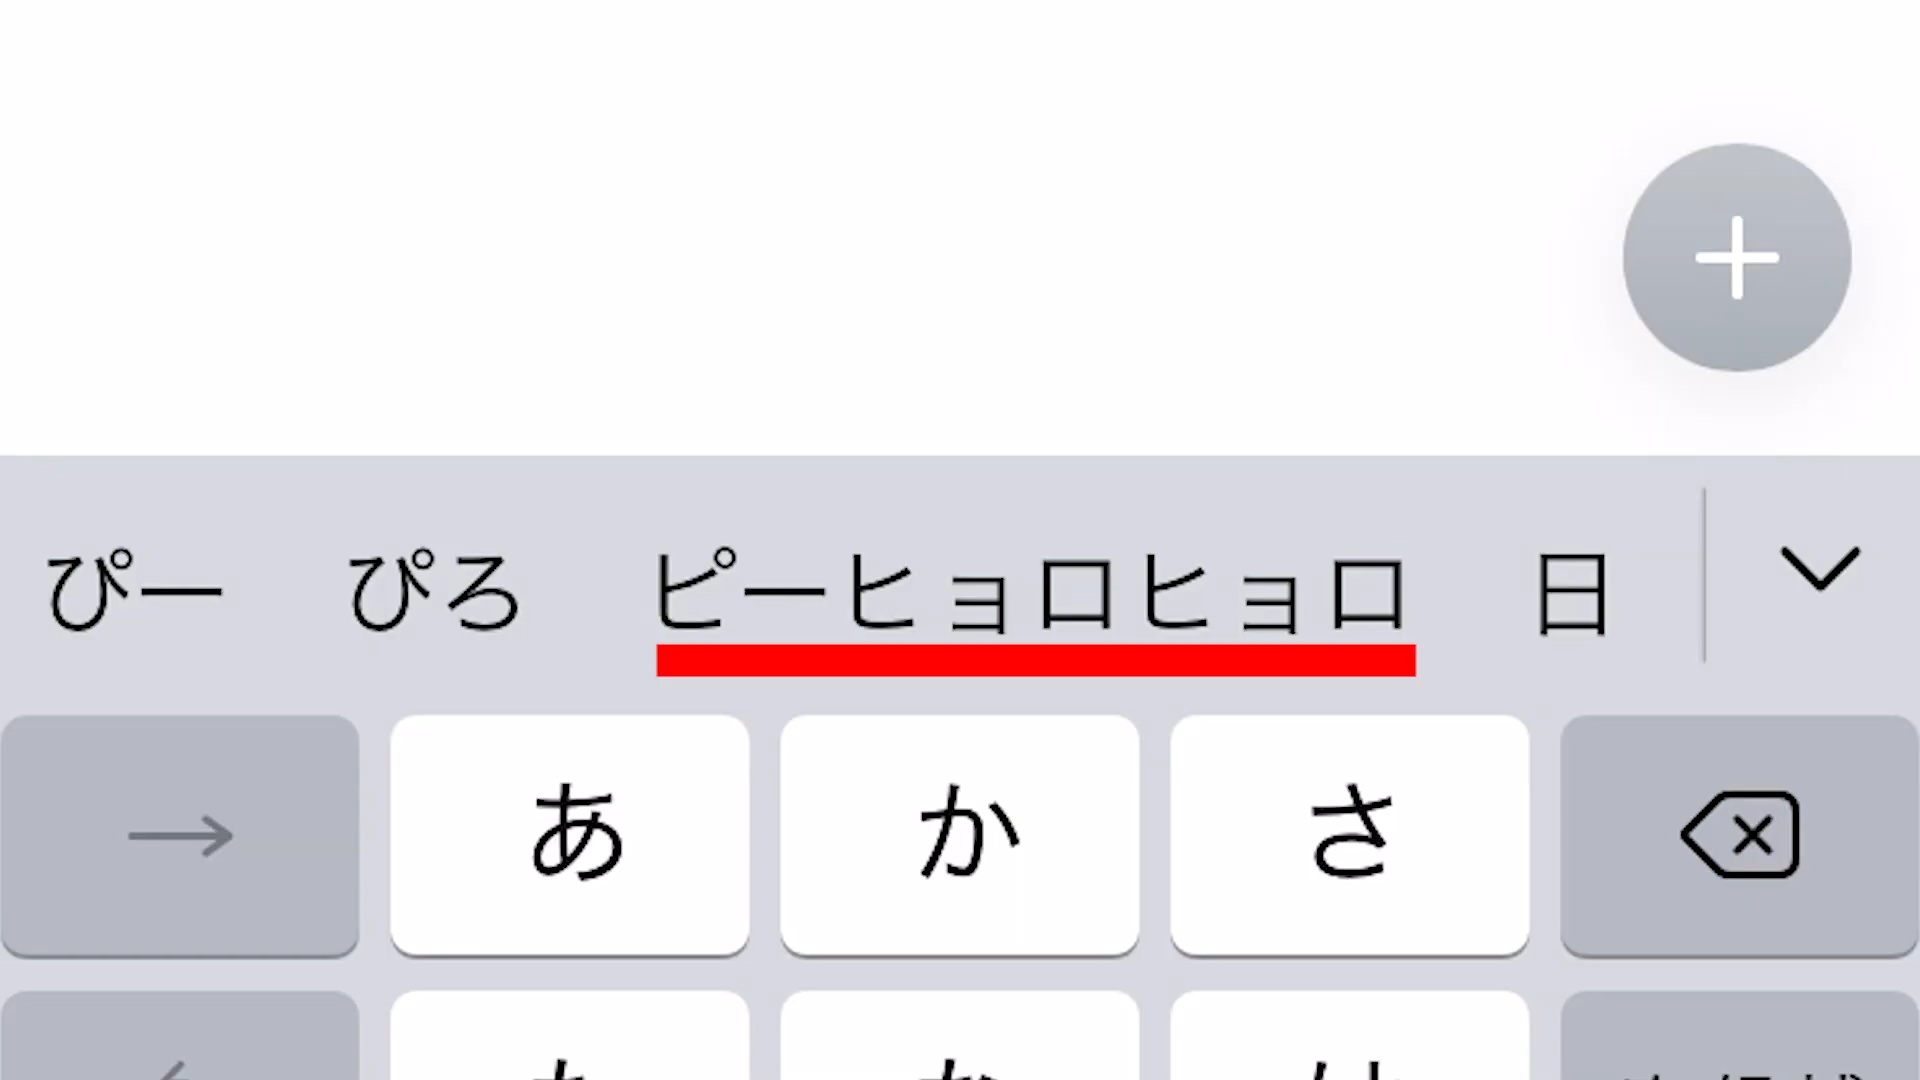 ぴー ぴろ ピーヒョロヒョロ 日
→ あ か さ